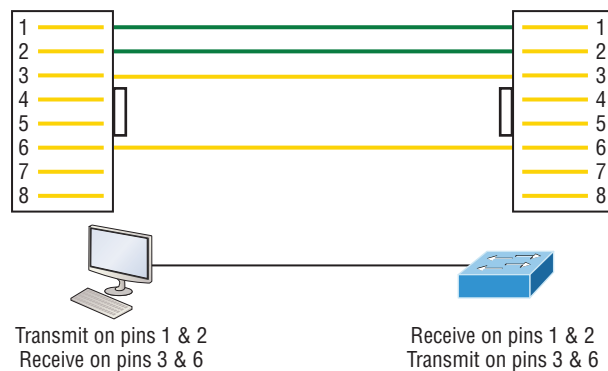 1 1
2 2
3 3
4 4
5 5
6 6
7 7
8 8
Transmit on pins 1 & 2
Receive on pins 3 & 6
Receive on pins 1 & 2
Transmit on pins 3 & 6